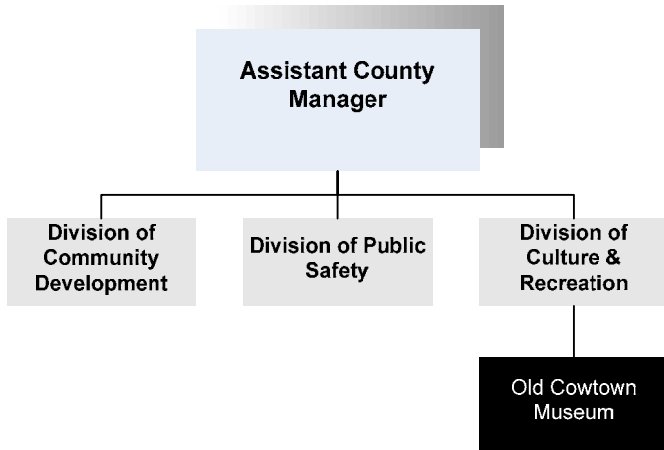 Assistant County
Manager
Division of
Community
Development
Division of Public
Safety
Division of
Culture &
Recreation
Old Cowtown
Museum